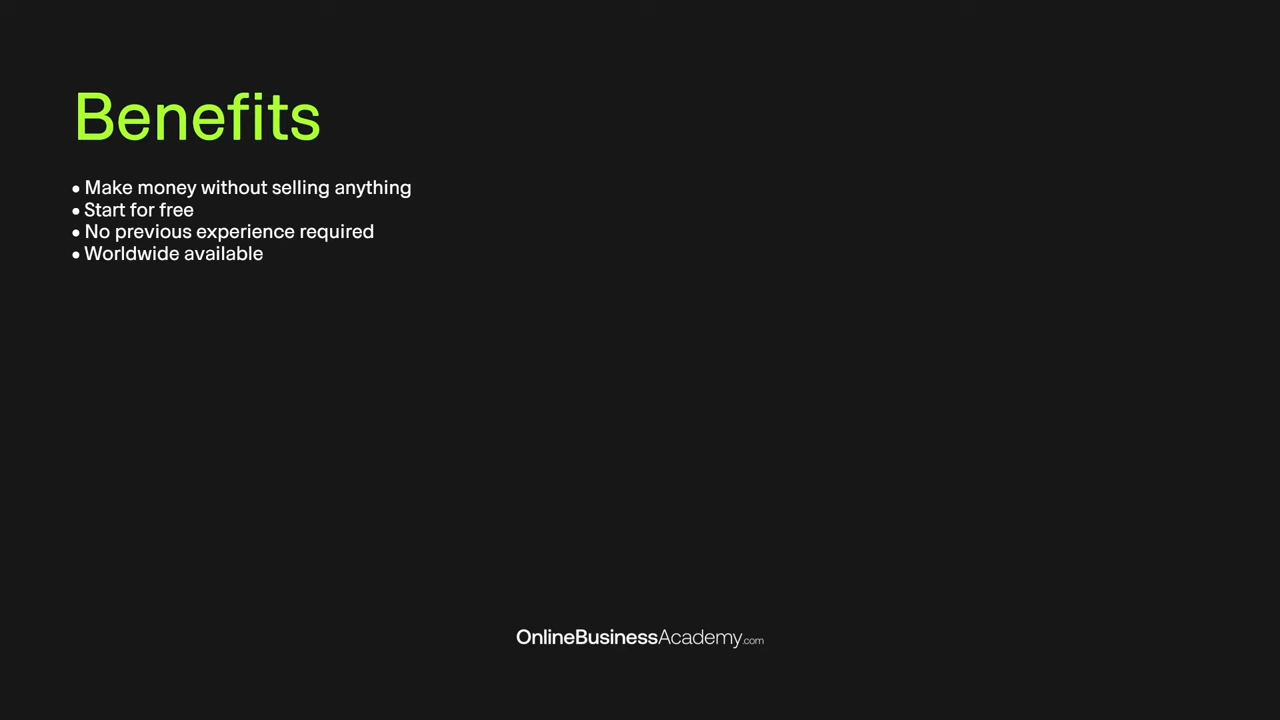 Benefits
• Make money without selling anything
• Start for free
• No previous experience required
• Worldwide available
OnlineBusinessAcademy.com